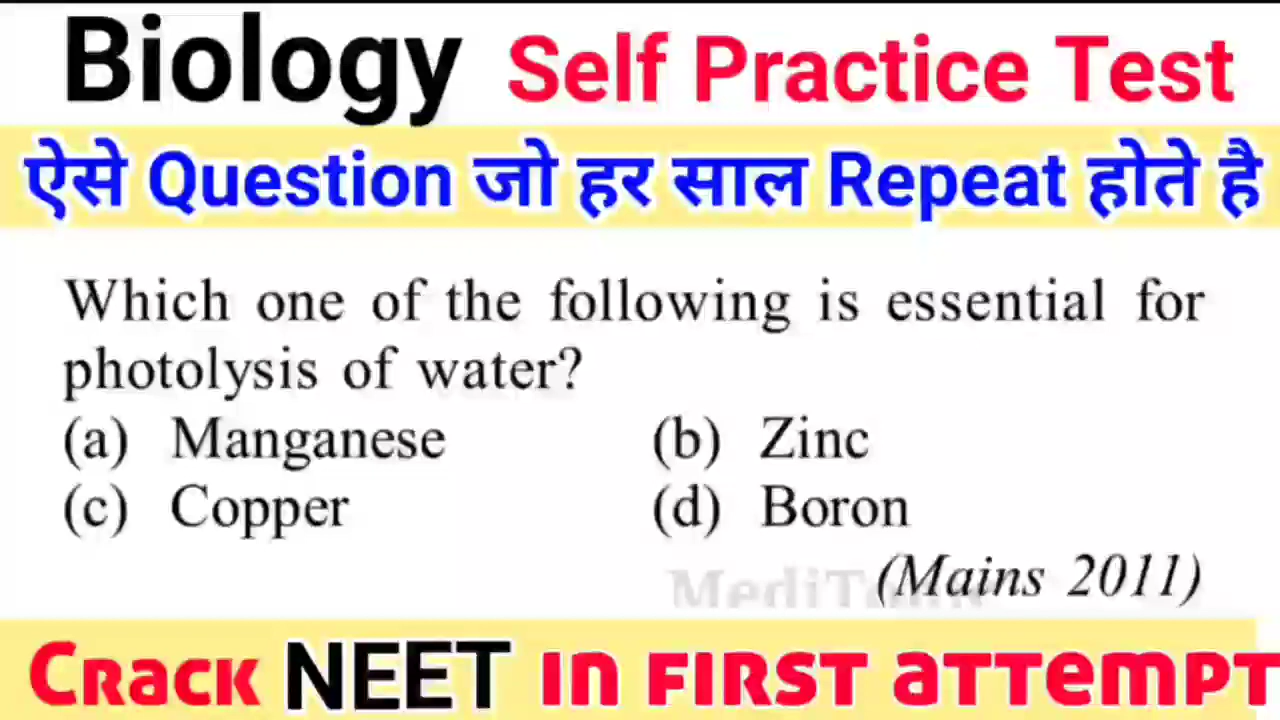 Biology Self Practice Test
ऐसे Question जो हर साल Repeat होते है
Which one of the following is essential for
photolysis of water?
(a) Manganese (b) Zinc
(c) Copper (d) Boron
(Mains 2011)
Crack NEET in first attempt